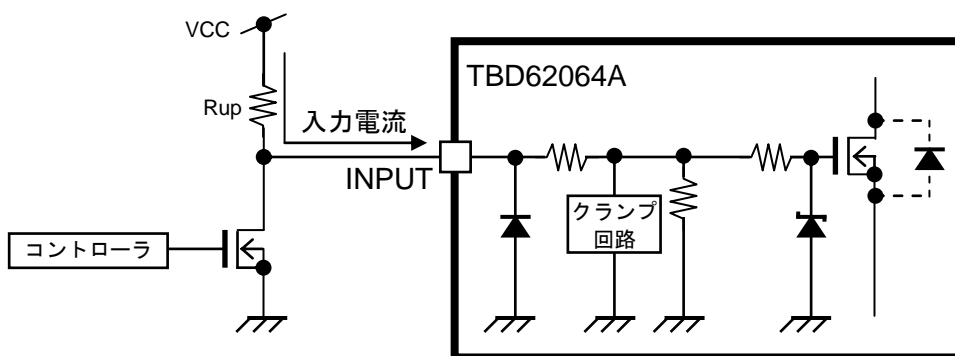 VCC
TBD62064A
Rup
入力電流
INPUT
クランプ
回路
コントローラ